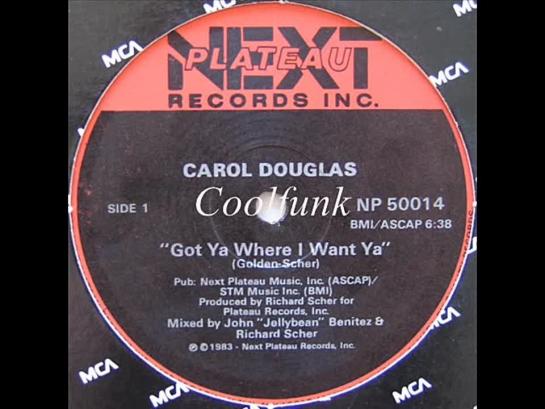 NEXT
PLATEAU
RECORDS INC.
MCA
MCA
CAROL DOUGLAS
Coolfunk
SIDE 1
NP 50014
BMI/ASCAP 6:38
"Got Ya Where I Want Ya"
(Golden-Scher)
Pub: Next Plateau Music, Inc. (ASCAP)/
STM Music Inc. (BMI)
Produced by Richard Scher for
Plateau Records, Inc.
Mixed by John "Jellybean" Benitez &
Richard Scher
℗ © 1983 - Next Plateau Records, Inc.
MCA
MCA
MCA